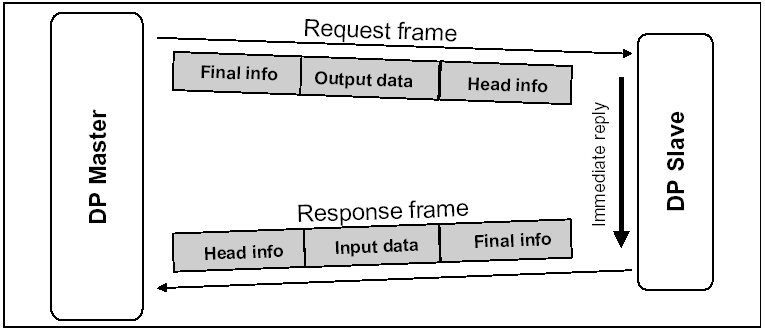 Request frame
Final info Output data Head info
DP Master
Immediate reply
DP Slave
Response frame
Head info Input data Final info